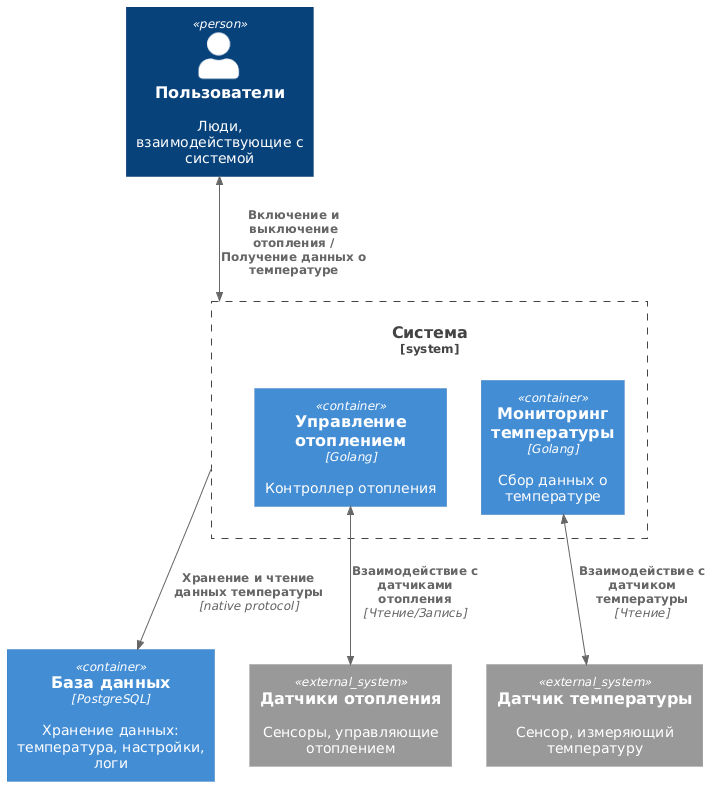 «person»
Пользователи
Люди,
взаимодействующие с
системой
Включение и
выключение
отопления /
Получение данных о
температуре
Система
[system]
«container»
Управление
отоплением
[Golang]
Контроллер отопления
«container»
Мониторинг
температуры
[Golang]
Сбор данных о
температуре
Хранение и чтение
данных температуры
[native protocol]
Взаимодействие с
датчиками
отопления
[Чтение/Запись]
Взаимодействие с
датчиком
температуры
[Чтение]
«container»
База данных
[PostgreSQL]
Хранение данных:
температура, настройки,
логи
«external_system»
Датчики отопления
Сенсоры, управляющие
отоплением
«external_system»
Датчик температуры
Сенсор, измеряющий
температуру